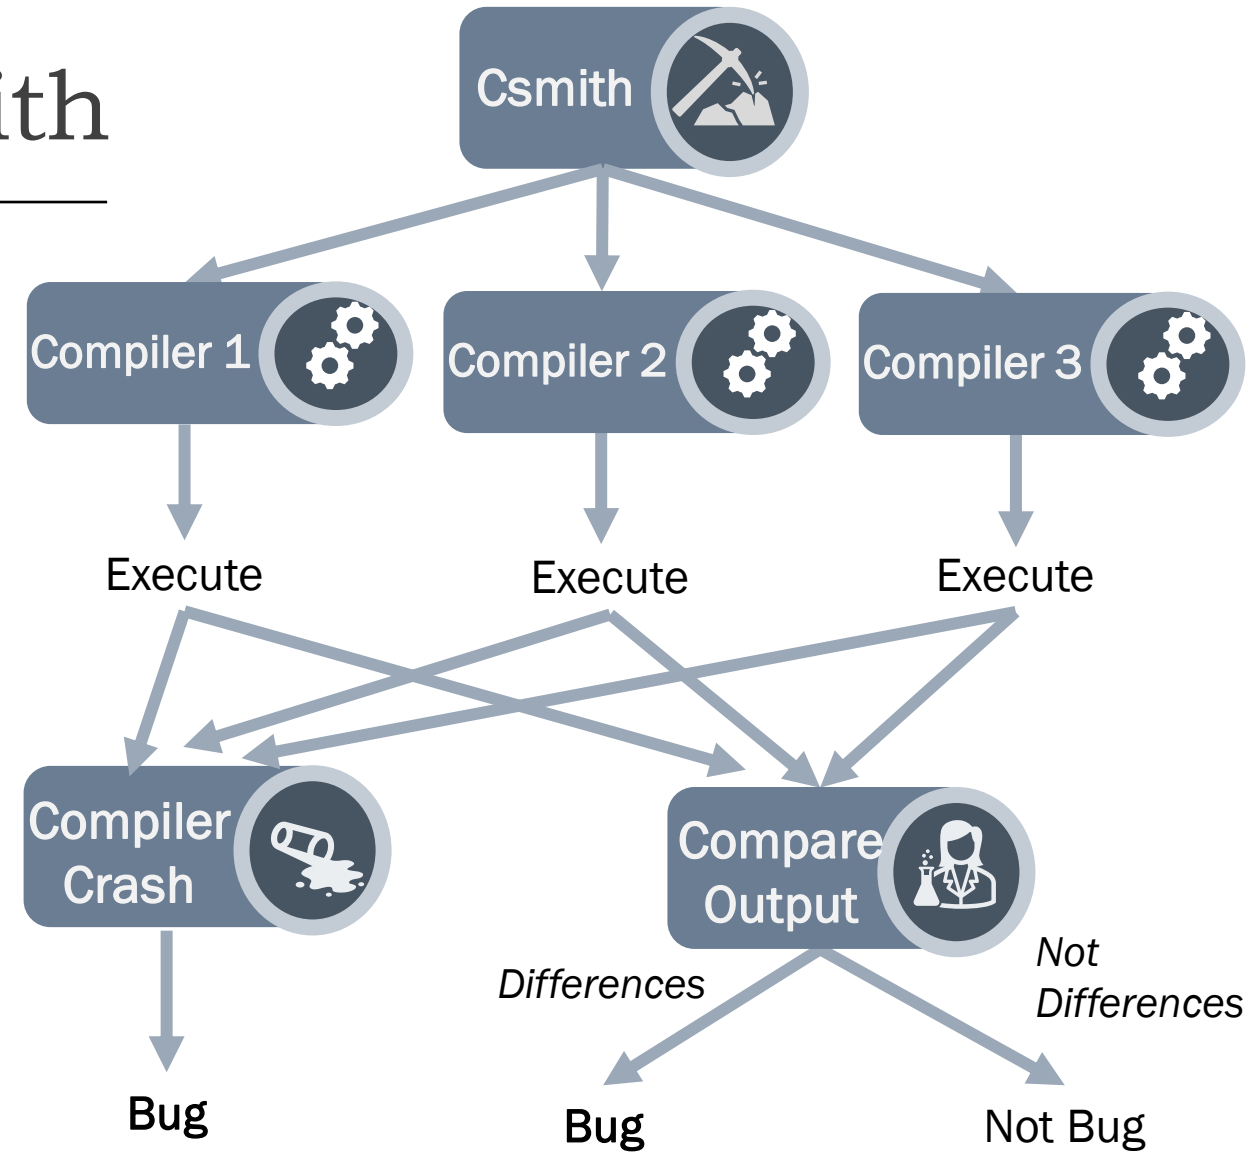 ith
Csmith
Compiler 1
Compiler 2
Compiler 3
Execute
Execute
Execute
Compiler
Crash
Compare
Output
Differences
Not
Differences
Bug
Bug
Not Bug